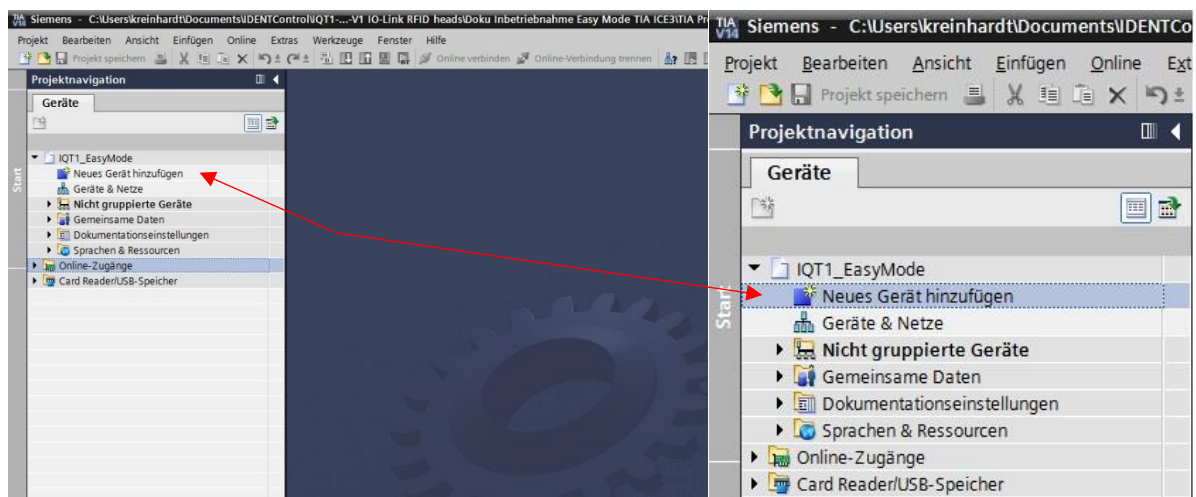 TIA V14 Siemens - C:\Users\kreinhardt\Documents\IDENTControl\IQT1-...-V1 IO-Link RFID heads\Doku Inbetriebnahme Easy Mode TIA ICE3\TIA Pr
Projekt Bearbeiten Ansicht Einfügen Online Extras Werkzeuge Fenster Hilfe
Projekt speichern Online verbinden Online-Verbindung trennen
Projektnavigation
Geräte
Start
IQT1_EasyMode
Neues Gerät hinzufügen
Geräte & Netze
Nicht gruppierte Geräte
Gemeinsame Daten
Dokumentationseinstellungen
Sprachen & Ressourcen
Online-Zugänge
Card Reader/USB-Speicher
TIA V14 Siemens - C:\Users\kreinhardt\Documents\IDENTCo
Projekt Bearbeiten Ansicht Einfügen Online Ext
Projekt speichern
Projektnavigation
Geräte
Start
IQT1_EasyMode
Neues Gerät hinzufügen
Geräte & Netze
Nicht gruppierte Geräte
Gemeinsame Daten
Dokumentationseinstellungen
Sprachen & Ressourcen
Online-Zugänge
Card Reader/USB-Speicher